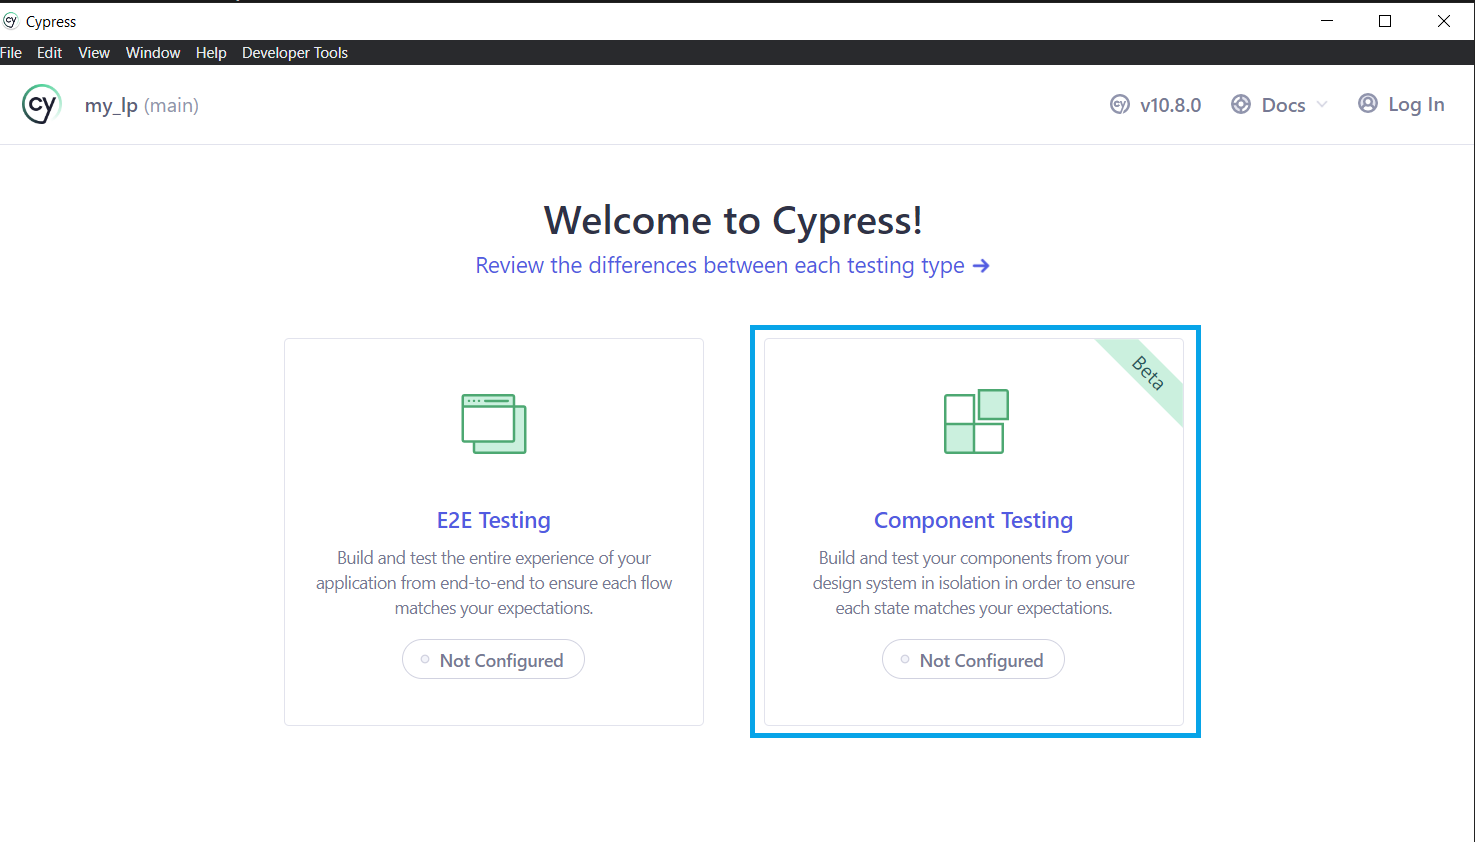 Cypress
File Edit View Window Help Developer Tools
cy my_lp (main) cy v10.8.0 Docs Log In
Welcome to Cypress!
Review the differences between each testing type →
Beta
E2E Testing
Build and test the entire experience of your
application from end-to-end to ensure each flow
matches your expectations.
Not Configured
Component Testing
Build and test your components from your
design system in isolation in order to ensure
each state matches your expectations.
Not Configured